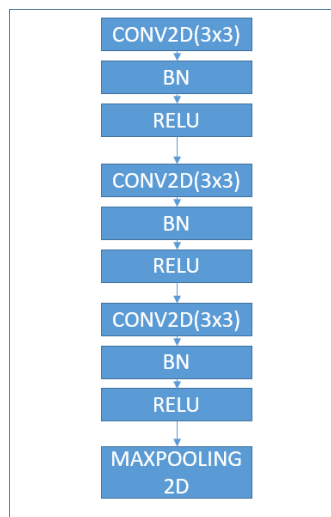 CONV2D(3x3)
BN
RELU
CONV2D(3x3)
BN
RELU
CONV2D(3x3)
BN
RELU
MAXPOOLING
2D